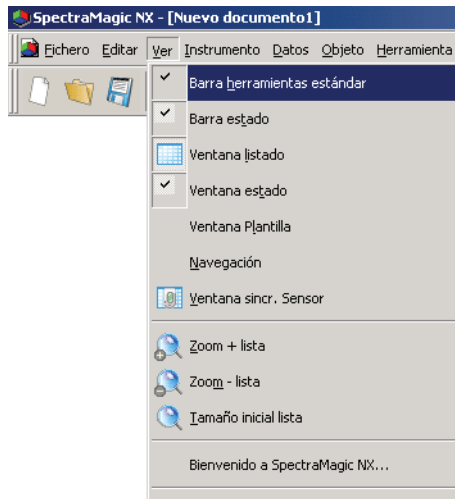 SpectraMagic NX - [Nuevo documento1]
Fichero Editar Ver Instrumento Datos Objeto Herramienta
Barra herramientas estándar
Barra estado
Ventana listado
Ventana estado
Ventana Plantilla
Navegación
Ventana sincr. Sensor
Zoom + lista
Zoom - lista
Tamaño inicial lista
Bienvenido a SpectraMagic NX...